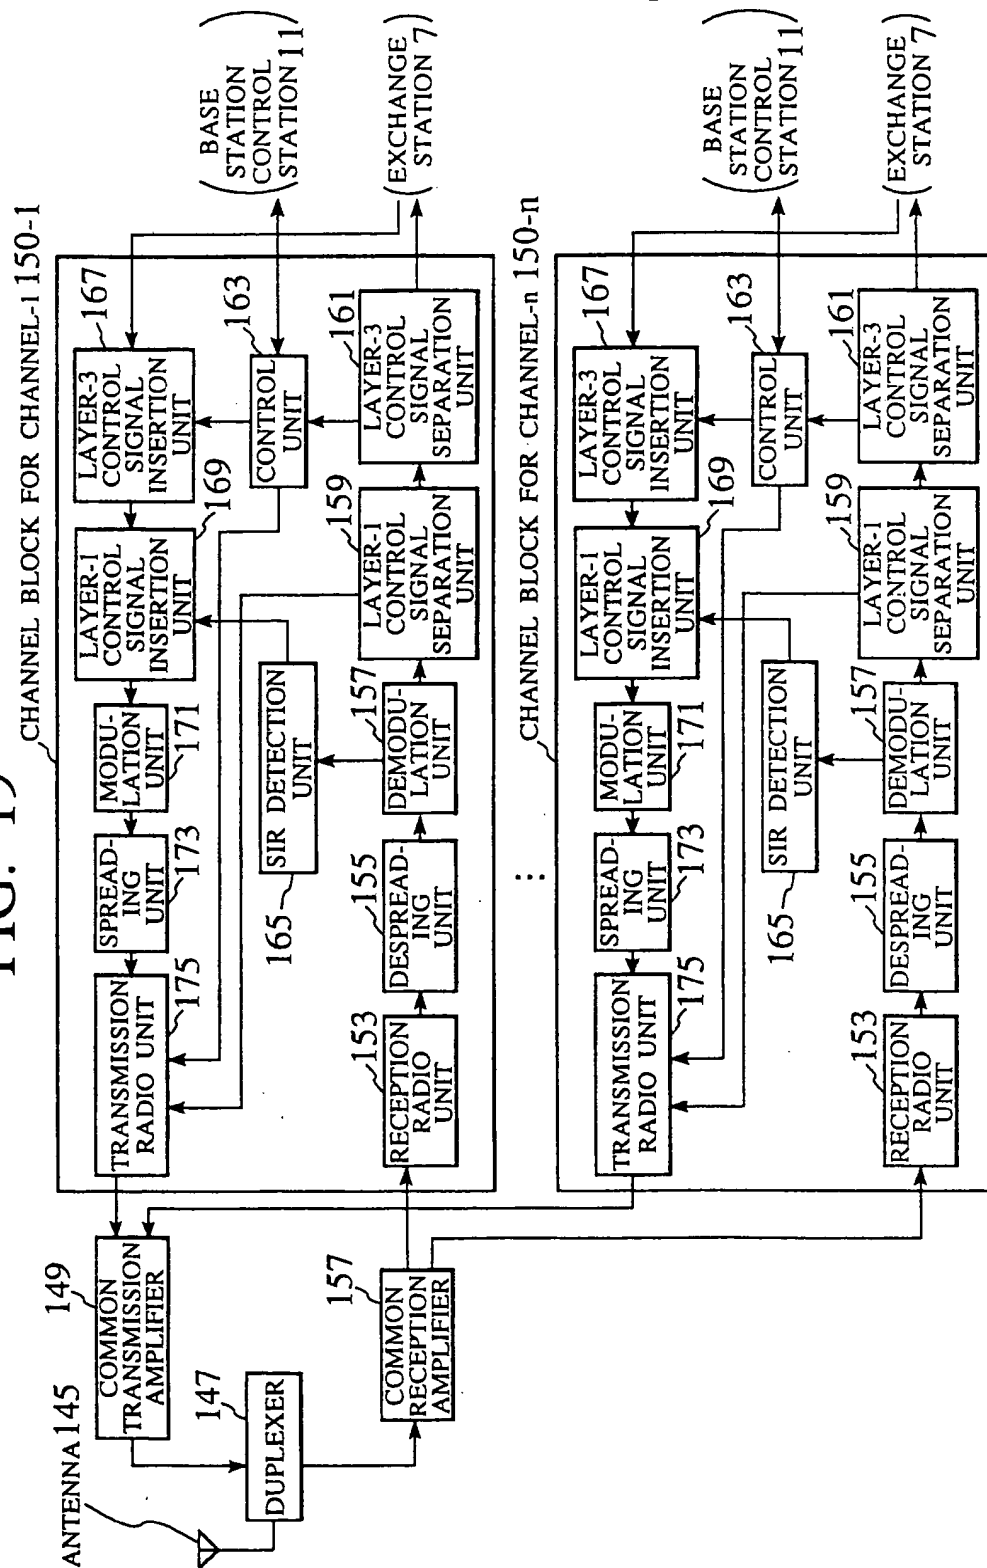 FIG. 19
ANTENNA 145
147
DUPLEXER
149
COMMON
TRANSMISSION
AMPLIFIER
157
COMMON
RECEPTION
AMPLIFIER
CHANNEL BLOCK FOR CHANNEL-1 150-1
TRANSMISSION
RADIO UNIT
175
SPREAD-
ING
UNIT
173
MODU-
LATION
UNIT
171
LAYER-1
CONTROL
SIGNAL
INSERTION
UNIT
169
LAYER-3
CONTROL
SIGNAL
INSERTION
UNIT
167
165
SIR DETECTION
UNIT
CONTROL
UNIT
163
153
RECEPTION
RADIO
UNIT
155
DESPREAD-
ING
UNIT
157
DEMODU-
LATION
UNIT
159
LAYER-1
CONTROL
SIGNAL
SEPARATION
UNIT
161
LAYER-3
CONTROL
SIGNAL
SEPARATION
UNIT
(BASE
STATION
CONTROL
STATION 11)
(EXCHANGE
STATION 7)
...
CHANNEL BLOCK FOR CHANNEL-n 150-n
TRANSMISSION
RADIO UNIT
175
SPREAD-
ING
UNIT
173
MODU-
LATION
UNIT
171
LAYER-1
CONTROL
SIGNAL
INSERTION
UNIT
169
LAYER-3
CONTROL
SIGNAL
INSERTION
UNIT
167
165
SIR DETECTION
UNIT
CONTROL
UNIT
163
153
RECEPTION
RADIO
UNIT
155
DESPREAD-
ING
UNIT
157
DEMODU-
LATION
UNIT
159
LAYER-1
CONTROL
SIGNAL
SEPARATION
UNIT
161
LAYER-3
CONTROL
SIGNAL
SEPARATION
UNIT
(BASE
STATION
CONTROL
STATION 11)
(EXCHANGE
STATION 7)